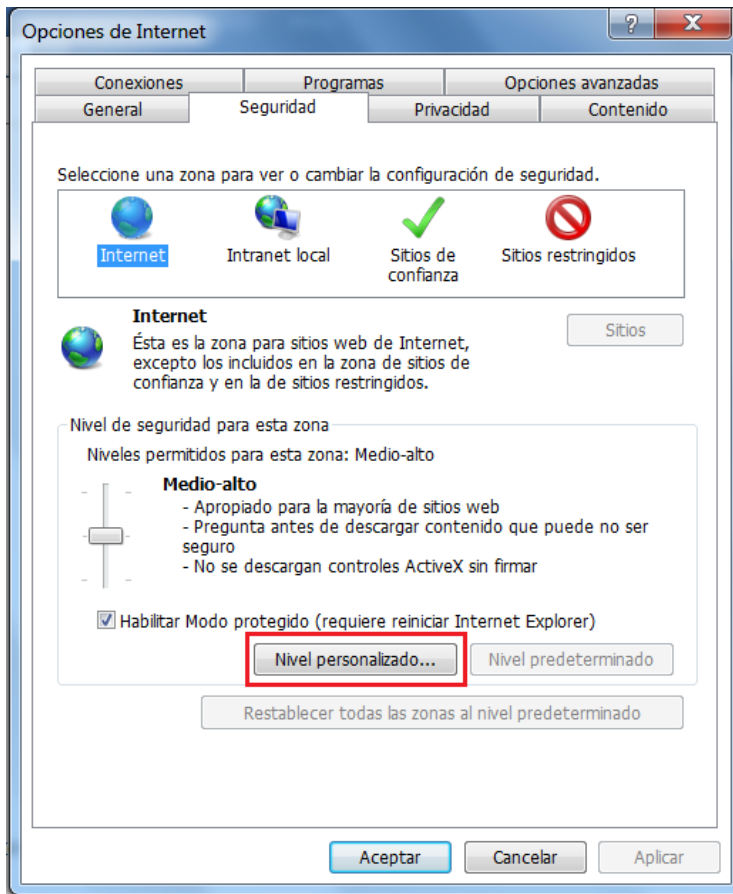 Opciones de Internet
Conexiones Programas Opciones avanzadas
General Seguridad Privacidad Contenido
Seleccione una zona para ver o cambiar la configuración de seguridad.
Internet Intranet local Sitios de confianza Sitios restringidos
Internet
Sitios
Ésta es la zona para sitios web de Internet,
excepto los incluidos en la zona de sitios de
confianza y en la de sitios restringidos.
Nivel de seguridad para esta zona
Niveles permitidos para esta zona: Medio-alto
Medio-alto
- Apropiado para la mayoría de sitios web
- Pregunta antes de descargar contenido que puede no ser
seguro
- No se descargan controles ActiveX sin firmar
Habilitar Modo protegido (requiere reiniciar Internet Explorer)
Nivel personalizado... Nivel predeterminado
Restablecer todas las zonas al nivel predeterminado
Aceptar Cancelar Aplicar